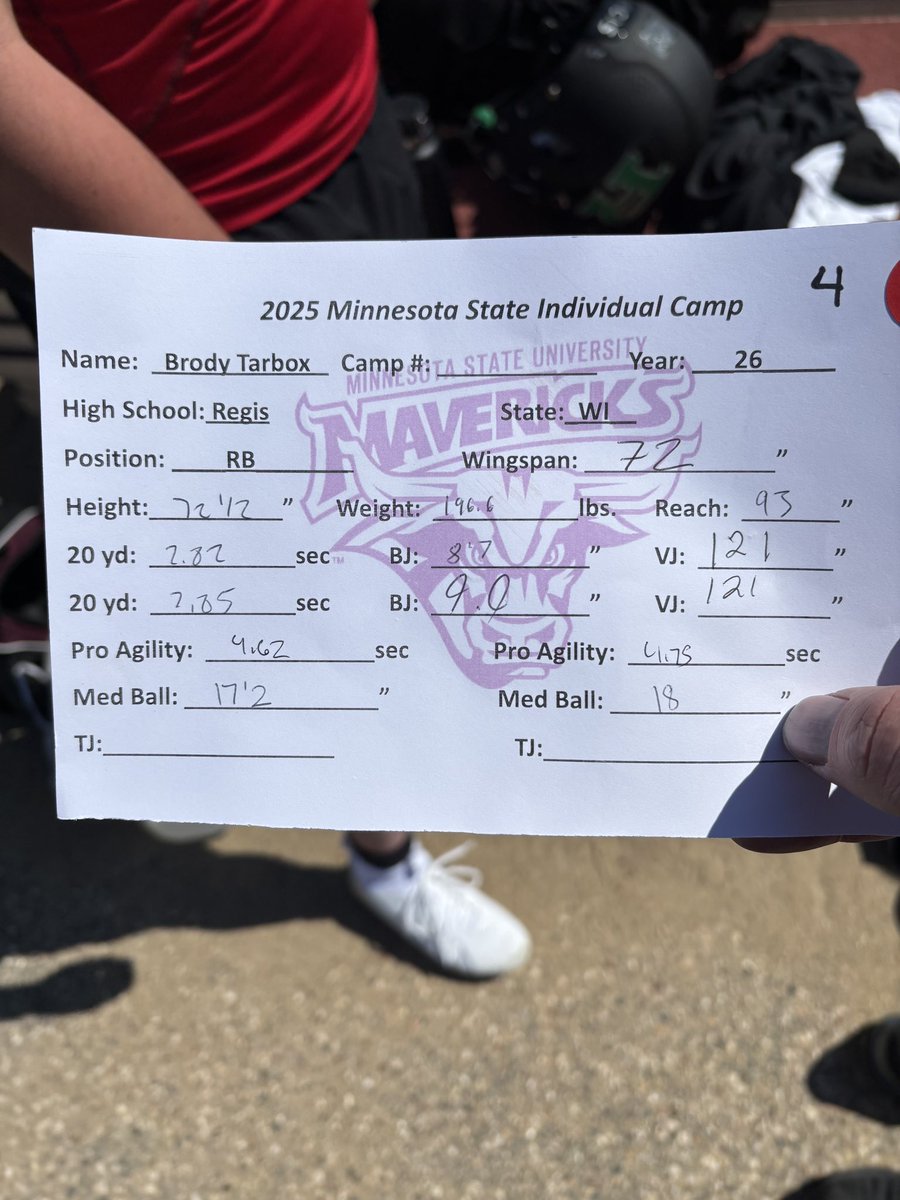 4
2025 Minnesota State Individual Camp
Name: Brody Tarbox Camp #: Year: 26
MINNESOTA STATE UNIVERSITY
MAVERICKS
High School: Regis State: WI
Position: RB Wingspan: 72 "
Height: 72 1/2 " Weight: 196.6 lbs. Reach: 93 "
20 yd: 2.82 sec BJ: 8'7 " VJ: 121 "
20 yd: 2.85 sec BJ: 9.0 " VJ: 121 "
Pro Agility: 4.62 sec Pro Agility: 4.75 sec
Med Ball: 17'2 " Med Ball: 18 "
TJ: TJ: